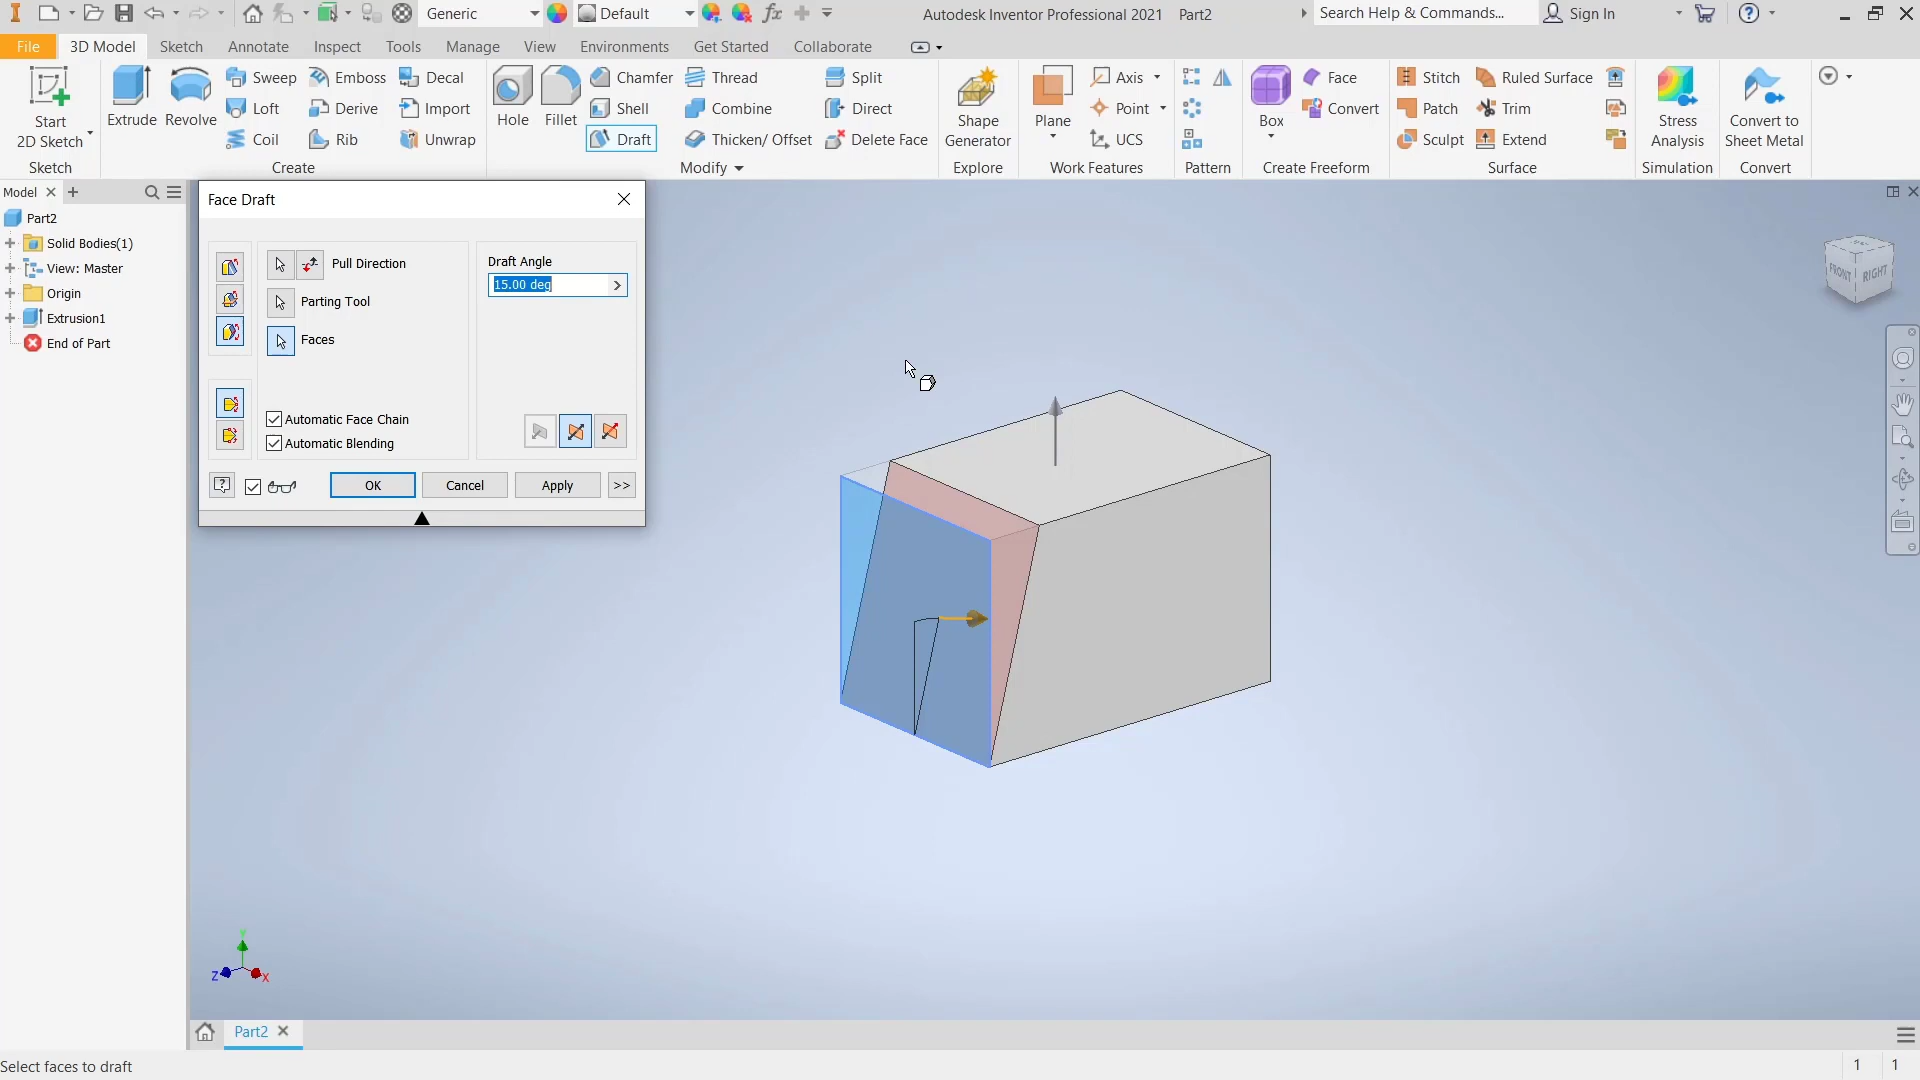 Generic
Default
fx
Autodesk Inventor Professional 2021 Part2
Search Help & Commands...
Sign In
File
3D Model
Sketch
Annotate
Inspect
Tools
Manage
View
Environments
Get Started
Collaborate
Start
2D Sketch
Extrude
Revolve
Sweep
Emboss
Decal
Loft
Derive
Import
Coil
Rib
Unwrap
Hole
Fillet
Chamfer
Thread
Split
Shell
Combine
Direct
Draft
Thicken/ Offset
Delete Face
Shape
Generator
Plane
Axis
Point
UCS
Box
Face
Convert
Stitch
Ruled Surface
Patch
Trim
Sculpt
Extend
Stress
Analysis
Convert to
Sheet Metal
Sketch
Create
Modify
Explore
Work Features
Pattern
Create Freeform
Surface
Simulation
Convert
Model
Part2
Solid Bodies(1)
View: Master
Origin
Extrusion1
End of Part
Face Draft
Pull Direction
Parting Tool
Faces
Draft Angle
15.00 deg
Automatic Face Chain
Automatic Blending
OK
Cancel
Apply
>>
FRONT
RIGHT
Y
Z
X
Part2
Select faces to draft
1
1